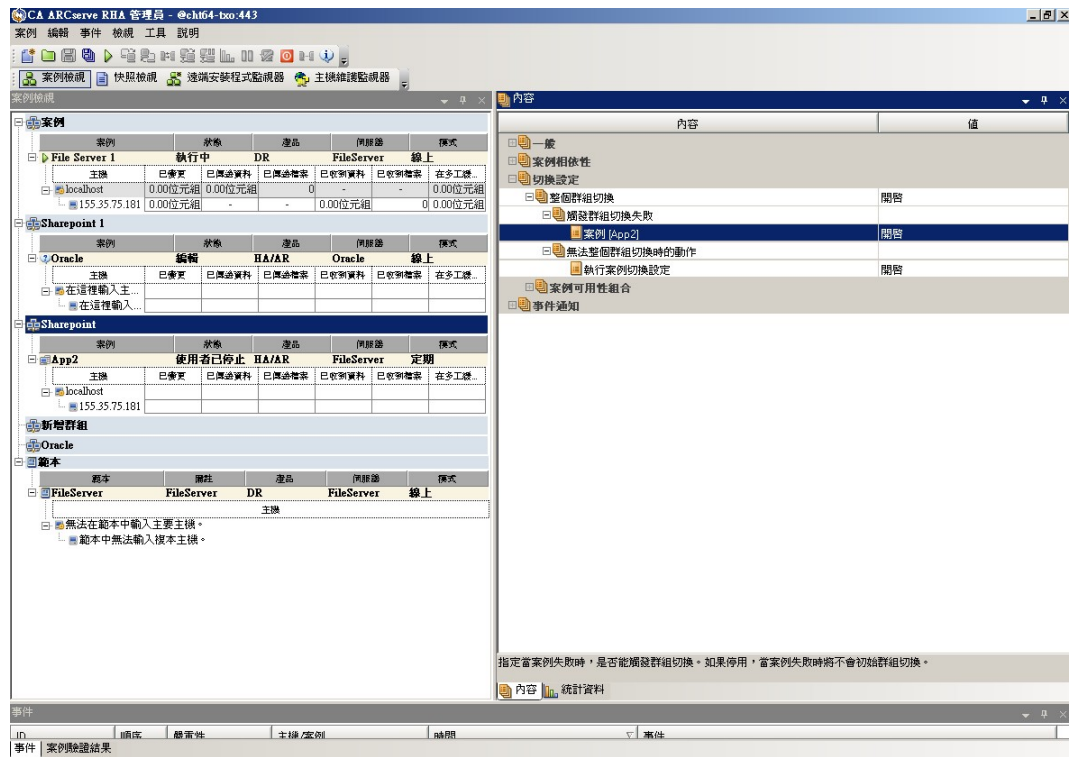 CA ARCserve RHA 管理員 - @cht64-txo:443
案例 編輯 事件 檢視 工具 說明
案例檢視 快照檢視 遠端安裝程式監視器 主機維護監視器
案例檢視
案例
案例 狀態 產品 伺服器 模式
File Server 1 執行中 DR FileServer 線上
主機 已變更 已傳送資料 已傳送檔案 已收到資料 已收到檔案 在多工緩...
localhost 0.00位元組 0.00位元組 0 - - 0.00位元組
155.35.75.181 0.00位元組 - - 0.00位元組 0 0.00位元組
Sharepoint 1
案例 狀態 產品 伺服器 模式
Oracle 編輯 HA/AR Oracle 線上
主機 已變更 已傳送資料 已傳送檔案 已收到資料 已收到檔案 在多工緩...
在這裡輸入主...
在這裡輸入...
Sharepoint
案例 狀態 產品 伺服器 模式
App2 使用者已停止 HA/AR FileServer 定期
主機 已變更 已傳送資料 已傳送檔案 已收到資料 已收到檔案 在多工緩...
localhost
155.35.75.181
新增群組
Oracle
範本
範本 屬性 產品 伺服器 模式
FileServer FileServer DR FileServer 線上
主機
無法在範本中輸入主要主機。
範本中無法輸入複本主機。
內容
內容 值
一般
案例相依性
切換設定
整個群組切換 開啓
觸發群組切換失敗
案例 [App2] 開啓
無法整個群組切換時的動作
執行案例切換設定 開啓
案例可用性組合
事件通知
指定當案例失敗時，是否能觸發群組切換。如果停用，當案例失敗時將不會初始群組切換。
內容 統計資料
事件
ID 順序 嚴重性 主機/案例 時間 事件
事件 案例驗證結果